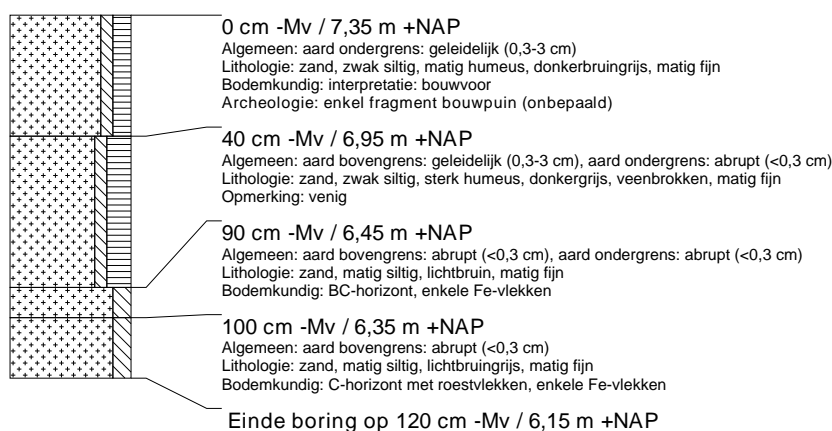 0 cm -Mv / 7,35 m +NAP
Algemeen: aard ondergrens: geleidelijk (0,3-3 cm)
Lithologie: zand, zwak siltig, matig humeus, donkerbruingrijs, matig fijn
Bodemkundig: interpretatie: bouwvoor
Archeologie: enkel fragment bouwpuin (onbepaald)
40 cm -Mv / 6,95 m +NAP
Algemeen: aard bovengrens: geleidelijk (0,3-3 cm), aard ondergrens: abrupt (<0,3 cm)
Lithologie: zand, zwak siltig, sterk humeus, donkergrijs, veenbrokken, matig fijn
Opmerking: venig
90 cm -Mv / 6,45 m +NAP
Algemeen: aard bovengrens: abrupt (<0,3 cm), aard ondergrens: abrupt (<0,3 cm)
Lithologie: zand, matig siltig, lichtbruin, matig fijn
Bodemkundig: BC-horizont, enkele Fe-vlekken
100 cm -Mv / 6,35 m +NAP
Algemeen: aard bovengrens: abrupt (<0,3 cm)
Lithologie: zand, matig siltig, lichtbruingrijs, matig fijn
Bodemkundig: C-horizont met roestvlekken, enkele Fe-vlekken
Einde boring op 120 cm -Mv / 6,15 m +NAP